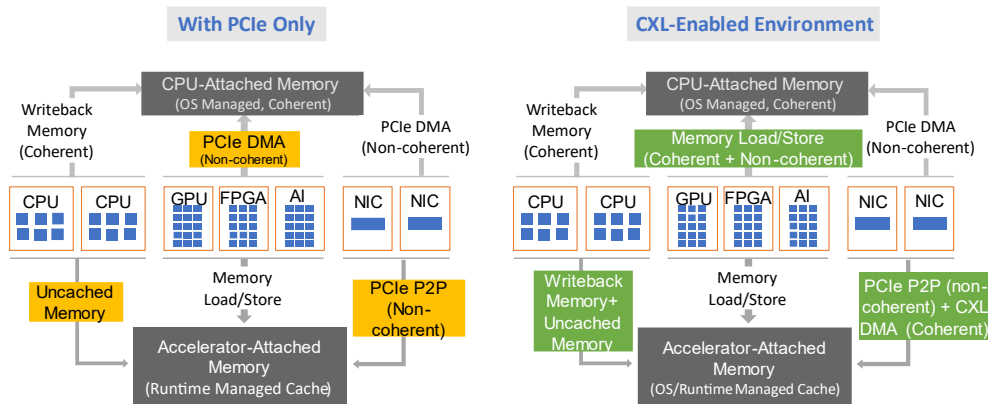 With PCIe Only
CPU-Attached Memory
(OS Managed, Coherent)
Writeback
Memory
(Coherent)
PCIe DMA
(Non-coherent)
PCIe DMA
(Non-coherent)
CPU
CPU
GPU
FPGA
AI
NIC
NIC
Uncached
Memory
Memory
Load/Store
PCIe P2P
(Non-
coherent)
Accelerator-Attached
Memory
(Runtime Managed Cache)
CXL-Enabled Environment
CPU-Attached Memory
(OS Managed, Coherent)
Writeback
Memory
(Coherent)
Memory Load/Store
(Coherent + Non-coherent)
PCIe DMA
(Non-coherent)
CPU
CPU
GPU
FPGA
AI
NIC
NIC
Writeback
Memory+
Uncached
Memory
Memory
Load/Store
PCIe P2P (non-
coherent) + CXL
DMA (Coherent)
Accelerator-Attached
Memory
(OS/Runtime Managed Cache)